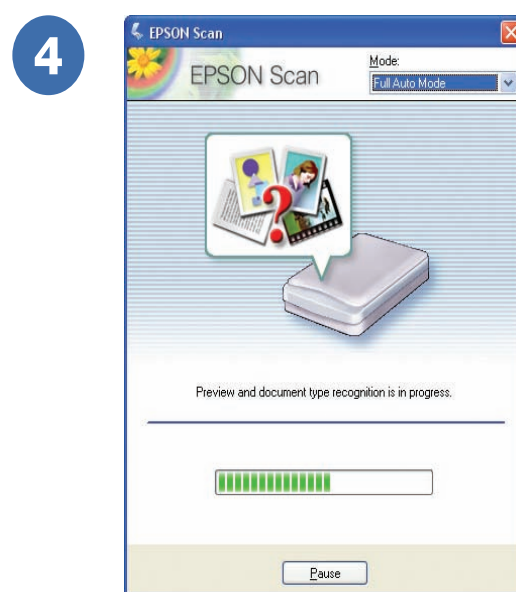 4
EPSON Scan
EPSON Scan
Mode:
Full Auto Mode
?
Preview and document type recognition is in progress.
Pause